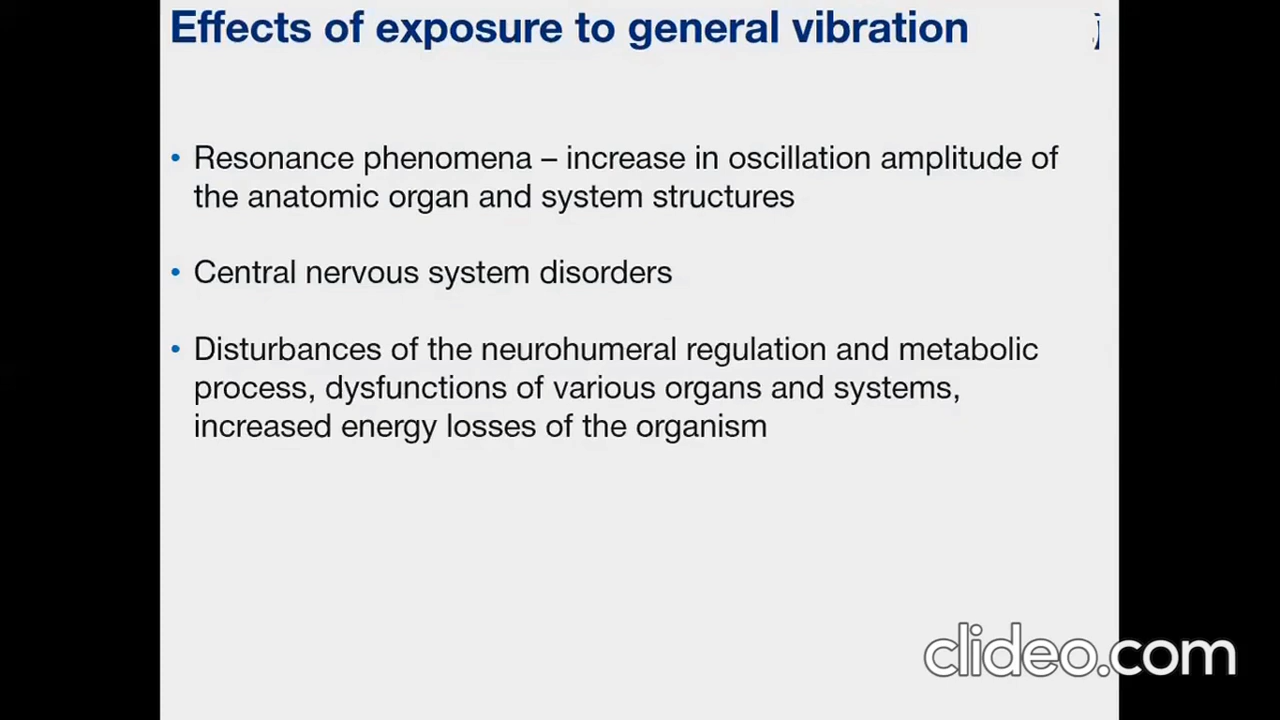 Effects of exposure to general vibration
• Resonance phenomena – increase in oscillation amplitude of
the anatomic organ and system structures
• Central nervous system disorders
• Disturbances of the neurohumeral regulation and metabolic
process, dysfunctions of various organs and systems,
increased energy losses of the organism
clideo.com